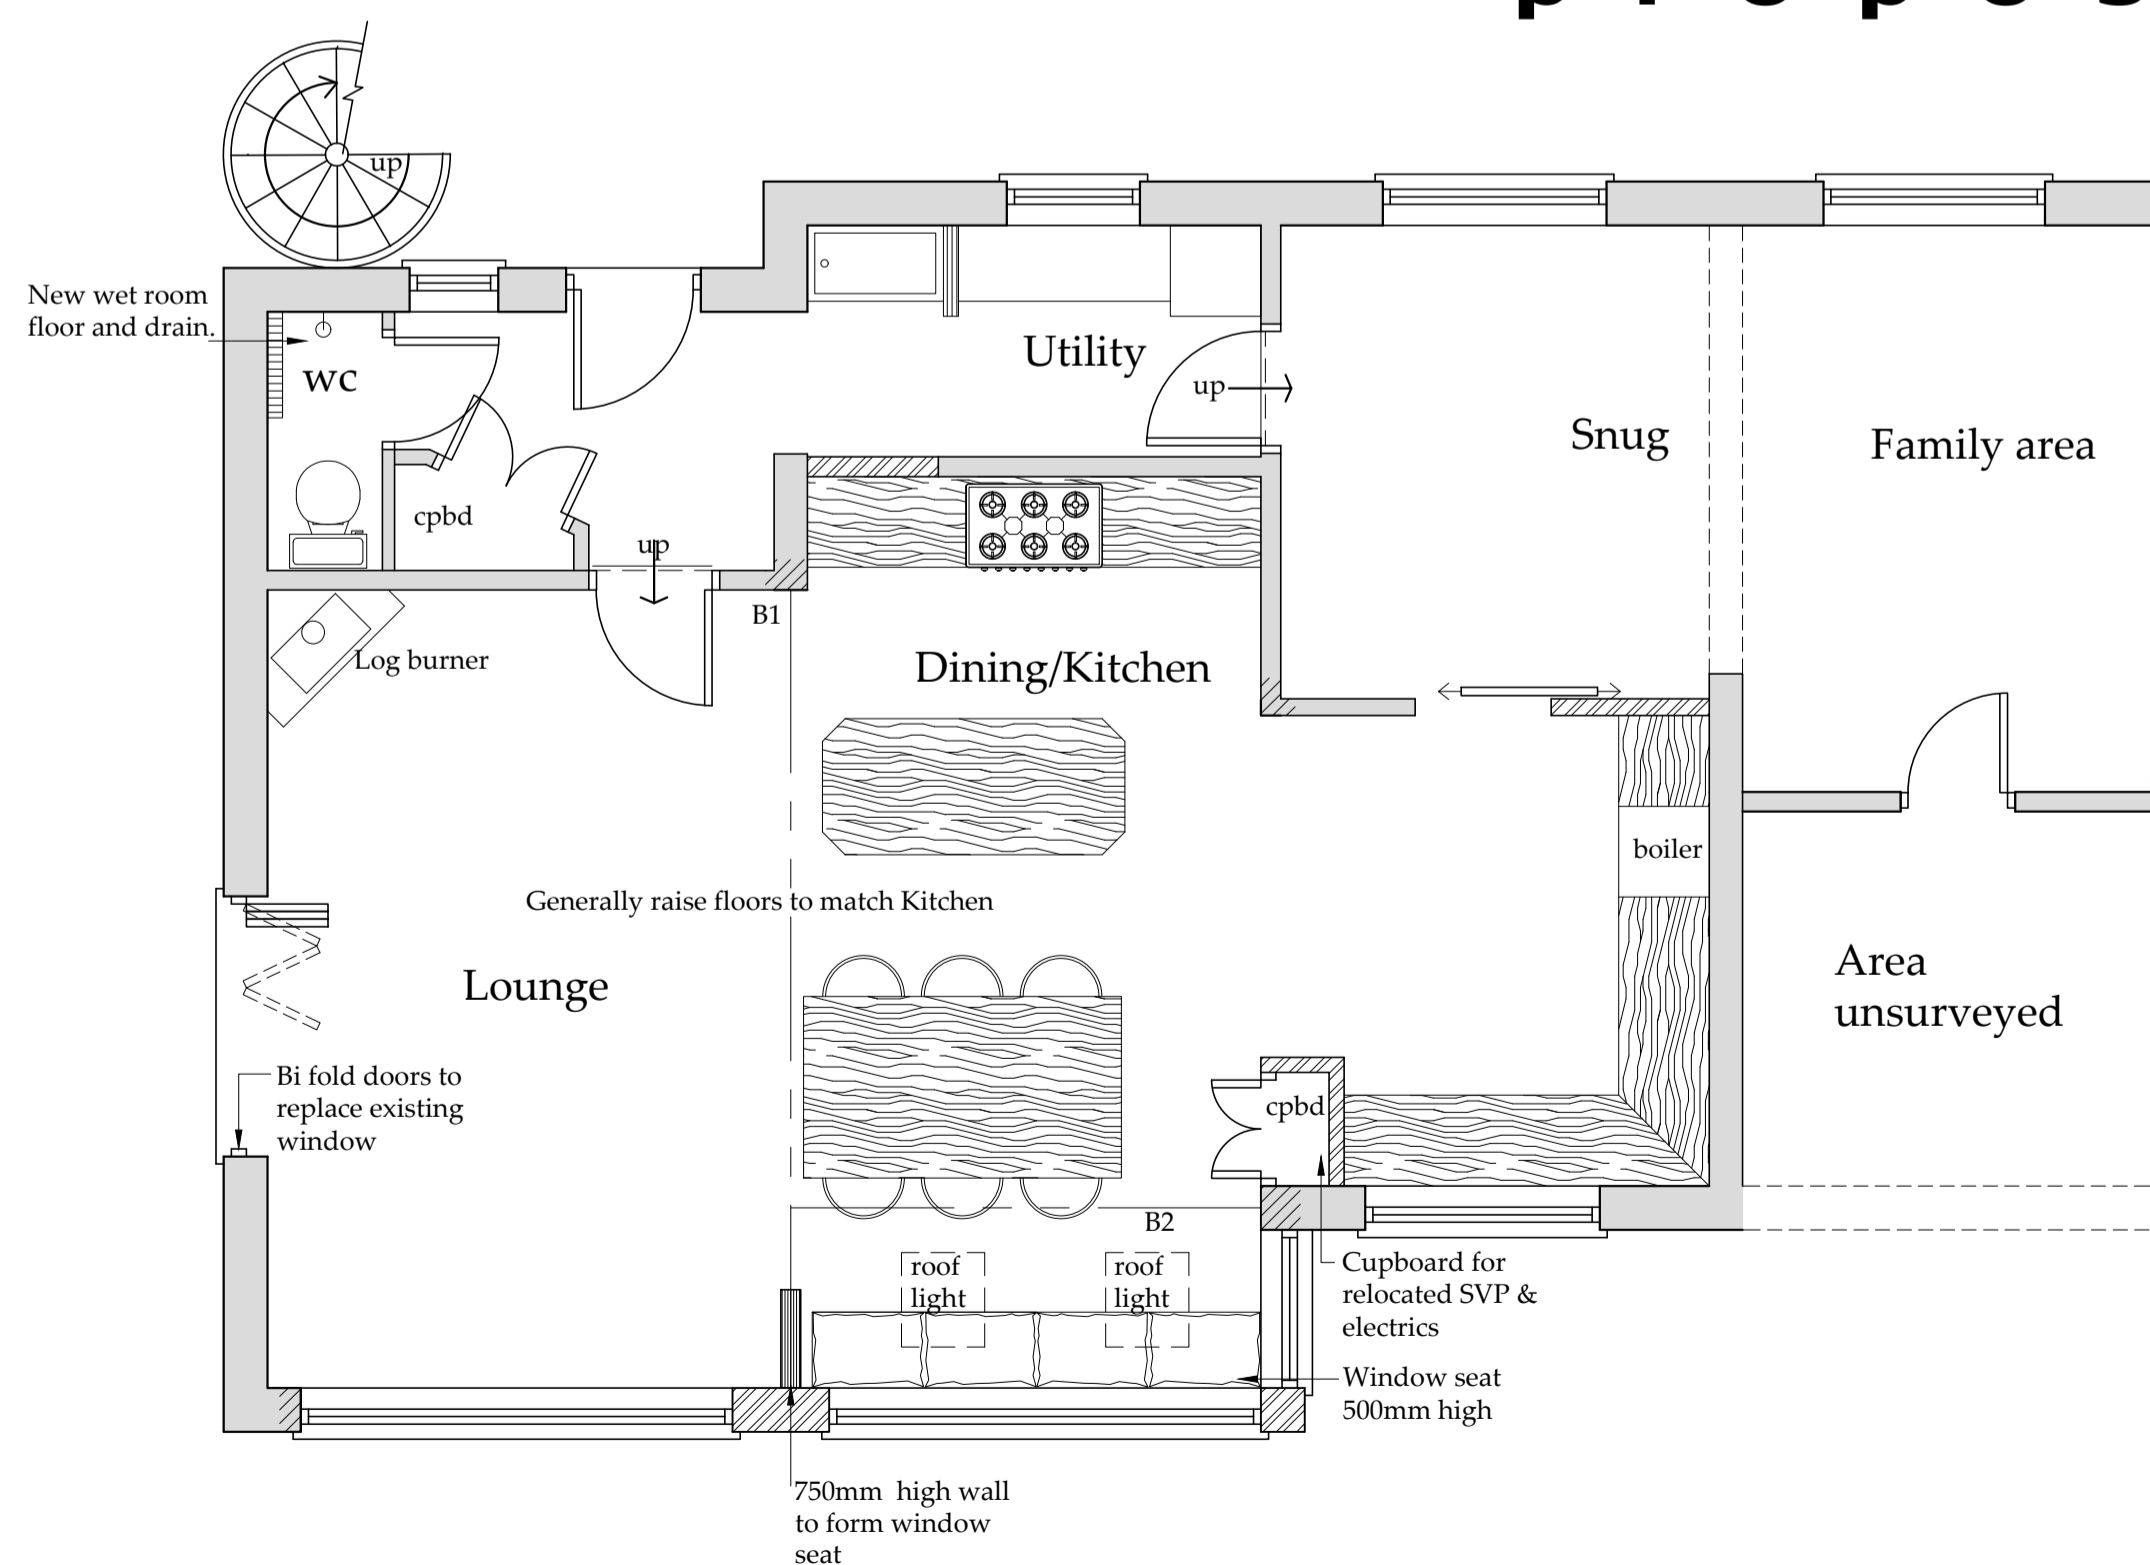 up
New wet room
floor and drain.
wc
Utility
up
Snug
Family area
cpbd
up
B1
Log burner
Dining/Kitchen
boiler
Generally raise floors to match Kitchen
Lounge
Area
unsurveyed
Bi fold doors to
replace existing
window
cpbd
B2
roof
light
roof
light
Cupboard for
relocated SVP &
electrics
Window seat
500mm high
750mm high wall
to form window
seat